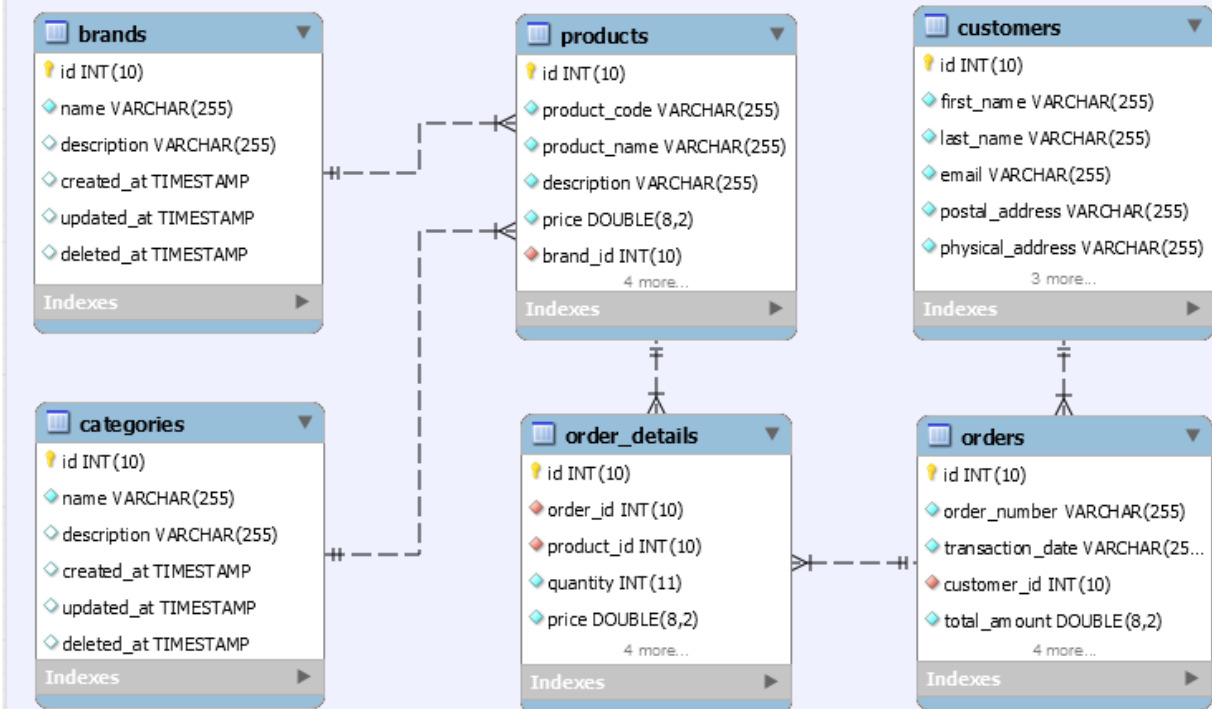 brands
id INT(10)
name VARCHAR(255)
description VARCHAR(255)
created_at TIMESTAMP
updated_at TIMESTAMP
deleted_at TIMESTAMP
Indexes
products
id INT(10)
product_code VARCHAR(255)
product_name VARCHAR(255)
description VARCHAR(255)
price DOUBLE(8,2)
brand_id INT(10)
4 more...
Indexes
customers
id INT(10)
first_name VARCHAR(255)
last_name VARCHAR(255)
email VARCHAR(255)
postal_address VARCHAR(255)
physical_address VARCHAR(255)
3 more...
Indexes
categories
id INT(10)
name VARCHAR(255)
description VARCHAR(255)
created_at TIMESTAMP
updated_at TIMESTAMP
deleted_at TIMESTAMP
Indexes
order_details
id INT(10)
order_id INT(10)
product_id INT(10)
quantity INT(11)
price DOUBLE(8,2)
4 more...
Indexes
orders
id INT(10)
order_number VARCHAR(255)
transaction_date VARCHAR(25...
customer_id INT(10)
total_amount DOUBLE(8,2)
4 more...
Indexes